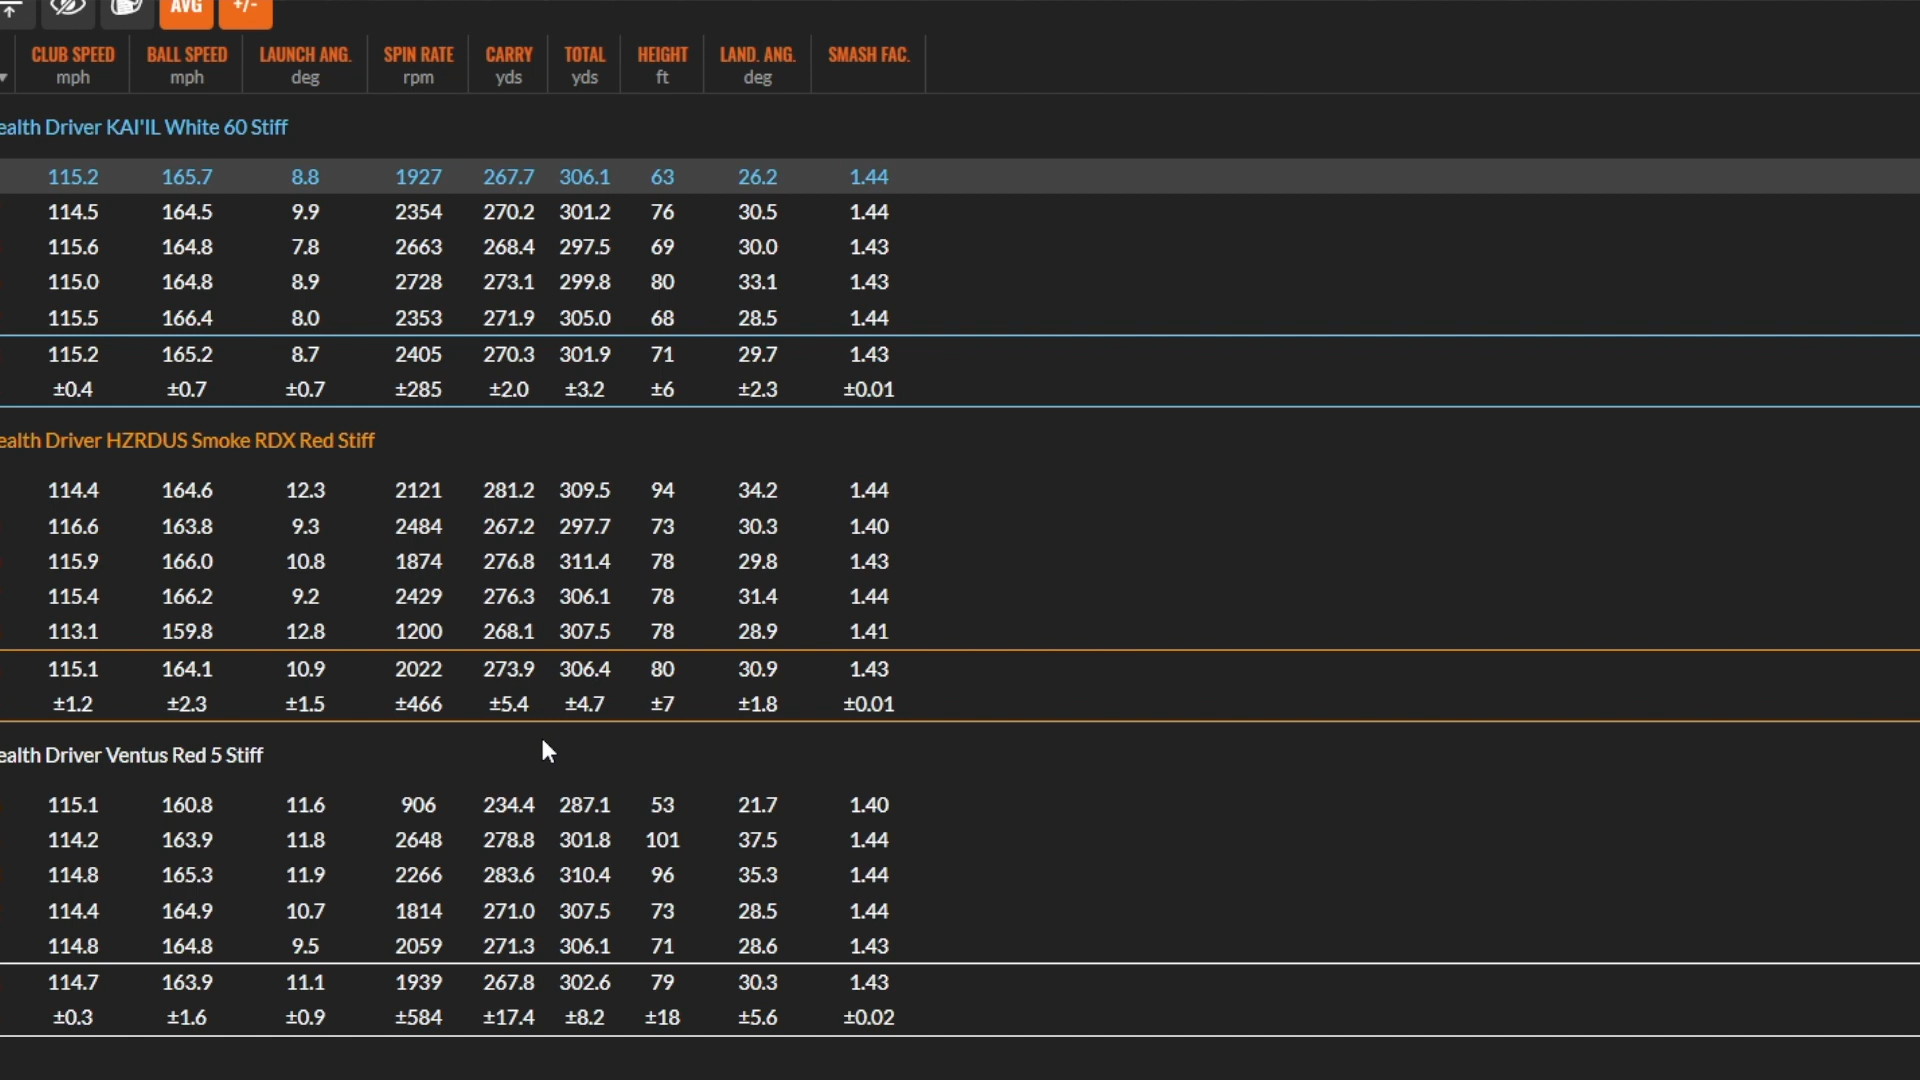 AVG +/-
CLUB SPEED BALL SPEED LAUNCH ANG. SPIN RATE CARRY TOTAL HEIGHT LAND. ANG. SMASH FAC.
mph mph deg rpm yds yds ft deg
ealth Driver KAI'IL White 60 Stiff
115.2 165.7 8.8 1927 267.7 306.1 63 26.2 1.44
114.5 164.5 9.9 2354 270.2 301.2 76 30.5 1.44
115.6 164.8 7.8 2663 268.4 297.5 69 30.0 1.43
115.0 164.8 8.9 2728 273.1 299.8 80 33.1 1.43
115.5 166.4 8.0 2353 271.9 305.0 68 28.5 1.44
115.2 165.2 8.7 2405 270.3 301.9 71 29.7 1.43
±0.4 ±0.7 ±0.7 ±285 ±2.0 ±3.2 ±6 ±2.3 ±0.01
ealth Driver HZRDUS Smoke RDX Red Stiff
114.4 164.6 12.3 2121 281.2 309.5 94 34.2 1.44
116.6 163.8 9.3 2484 267.2 297.7 73 30.3 1.40
115.9 166.0 10.8 1874 276.8 311.4 78 29.8 1.43
115.4 166.2 9.2 2429 276.3 306.1 78 31.4 1.44
113.1 159.8 12.8 1200 268.1 307.5 78 28.9 1.41
115.1 164.1 10.9 2022 273.9 306.4 80 30.9 1.43
±1.2 ±2.3 ±1.5 ±466 ±5.4 ±4.7 ±7 ±1.8 ±0.01
ealth Driver Ventus Red 5 Stiff
115.1 160.8 11.6 906 234.4 287.1 53 21.7 1.40
114.2 163.9 11.8 2648 278.8 301.8 101 37.5 1.44
114.8 165.3 11.9 2266 283.6 310.4 96 35.3 1.44
114.4 164.9 10.7 1814 271.0 307.5 73 28.5 1.44
114.8 164.8 9.5 2059 271.3 306.1 71 28.6 1.43
114.7 163.9 11.1 1939 267.8 302.6 79 30.3 1.43
±0.3 ±1.6 ±0.9 ±584 ±17.4 ±8.2 ±18 ±5.6 ±0.02